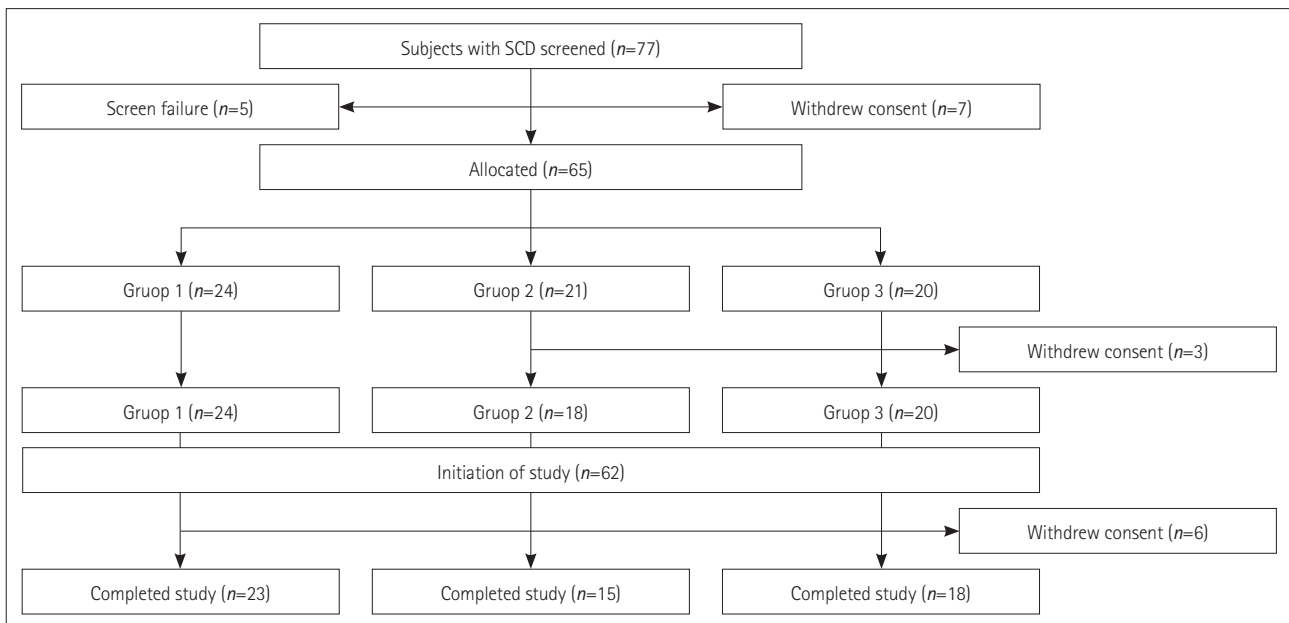 Subjects with SCD screened (n=77)
Screen failure (n=5)
Withdrew consent (n=7)
Allocated (n=65)
Gruop 1 (n=24)
Gruop 2 (n=21)
Gruop 3 (n=20)
Withdrew consent (n=3)
Gruop 1 (n=24)
Gruop 2 (n=18)
Gruop 3 (n=20)
Initiation of study (n=62)
Withdrew consent (n=6)
Completed study (n=23)
Completed study (n=15)
Completed study (n=18)